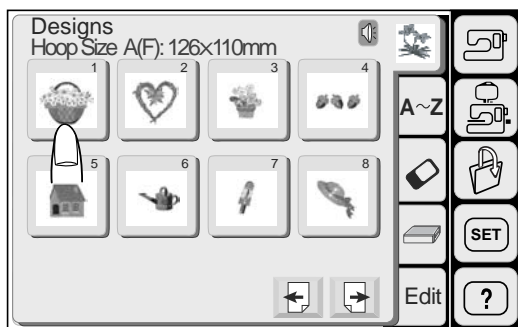 Designs
Hoop Size A(F): 126×110mm
1 2 3 4
A~Z
5 6 7 8
SET
Edit
?